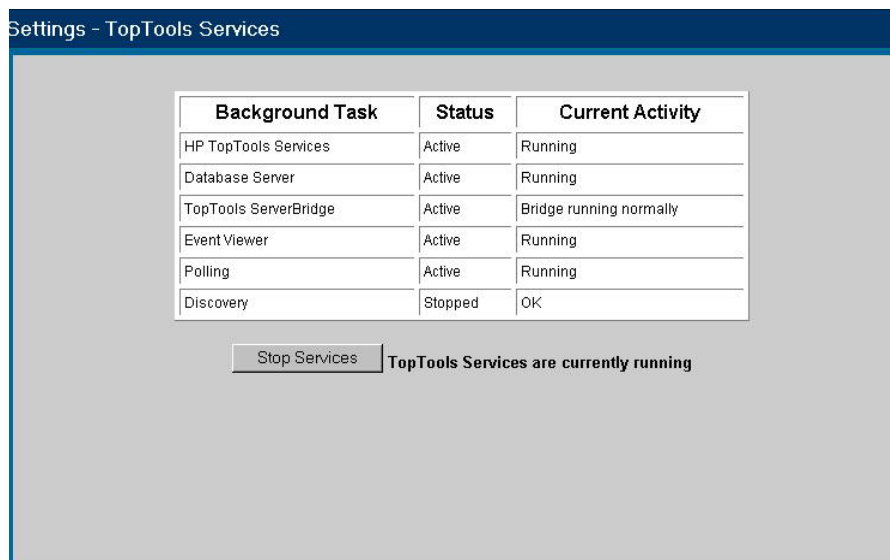 Settings - TopTools Services
Background Task Status Current Activity
HP TopTools Services Active Running
Database Server Active Running
TopTools ServerBridge Active Bridge running normally
Event Viewer Active Running
Polling Active Running
Discovery Stopped OK
Stop Services TopTools Services are currently running